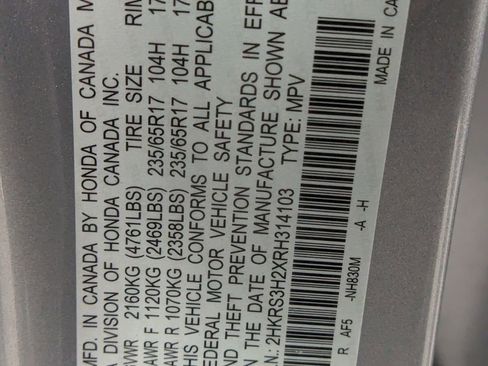 MFD. IN CANADA BY HONDA OF CANADA M
A DIVISION OF HONDA CANADA INC.
GVWR 2160KG (4761LBS) TIRE SIZE RIM
GAWR F 1120KG (2469LBS) 235/65R17 104H 17
GAWR R 1070KG (2358LBS) 235/65R17 104H 17
THIS VEHICLE CONFORMS TO ALL APPLICAB
FEDERAL MOTOR VEHICLE SAFETY
AND THEFT PREVENTION STANDARDS IN EFF
ON THE DATE OF MANUFACTURE SHOWN AB
V.I.N.: 2HKRS3H2XRH314103 TYPE: MPV
R AF5 -NH830M -A -H
MADE IN CA